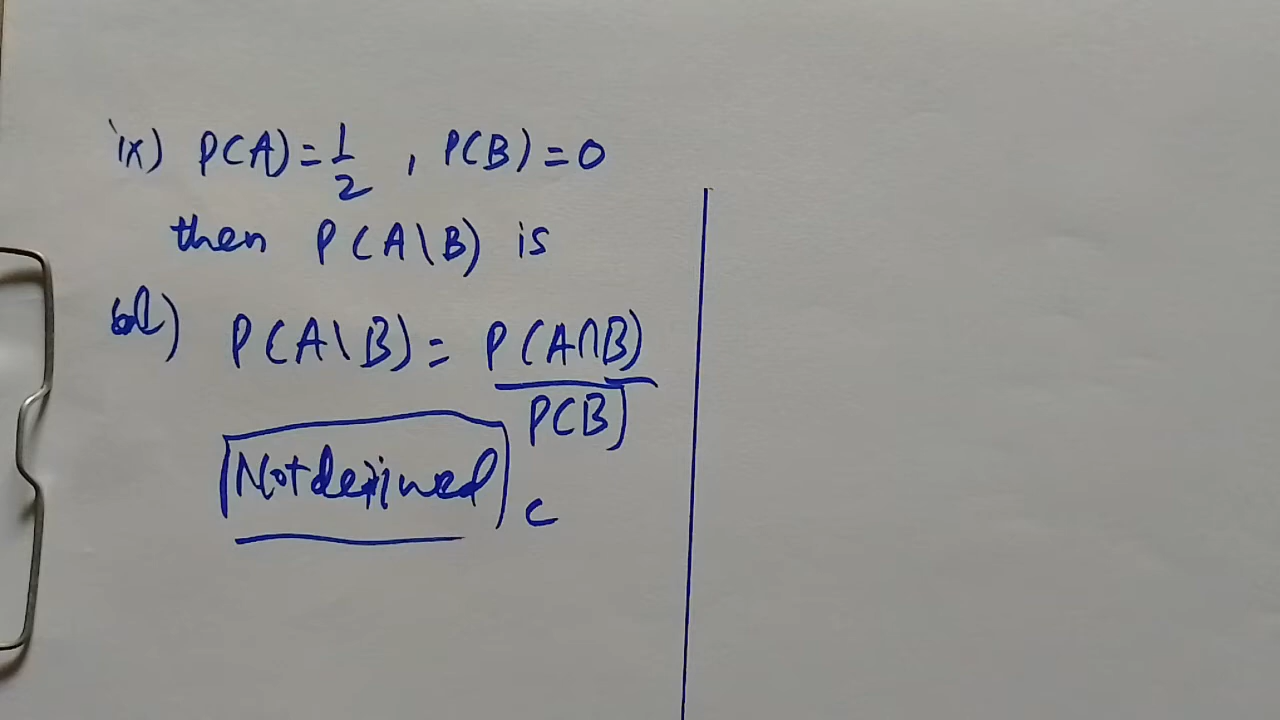 ix) P(A)=1/2 , P(B)=0
then P(A\B) is
sol) P(A\B)= P(A∩B)/P(B)
Not defined c